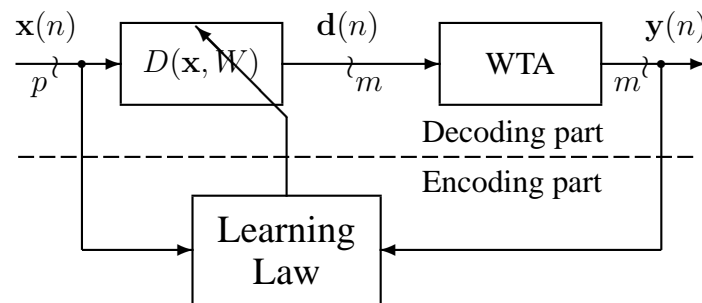 x(n) d(n) y(n)
D(x, W) WTA
p m m
Decoding part
Encoding part
Learning
Law